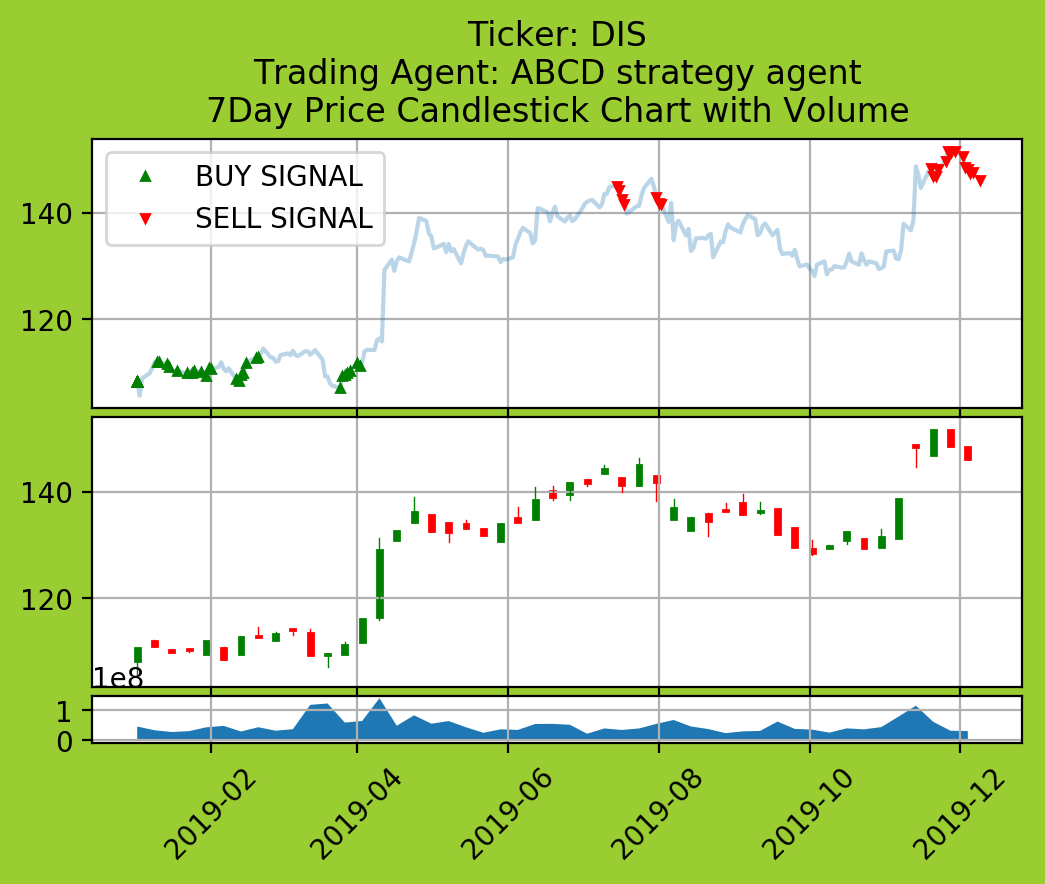 Ticker: DIS
Trading Agent: ABCD strategy agent
7Day Price Candlestick Chart with Volume
BUY SIGNAL
SELL SIGNAL
140
120
140
120
1e8
1
0
2019-02
2019-04
2019-06
2019-08
2019-10
2019-12